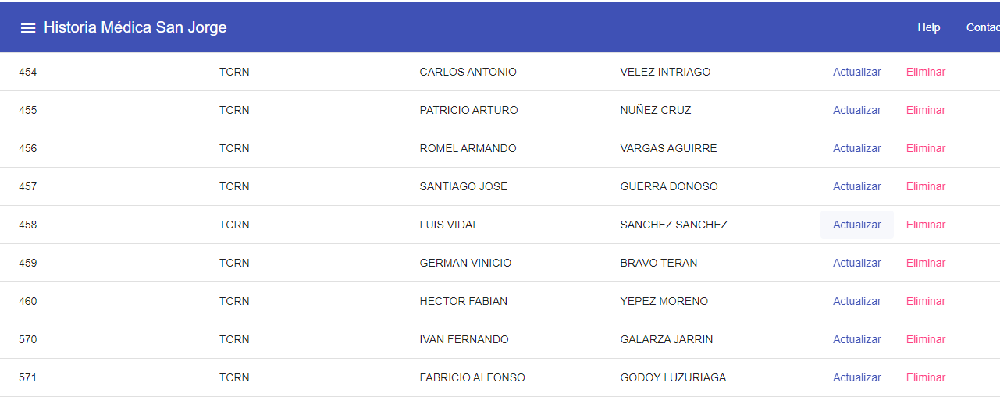 Historia Médica San Jorge Help Contac
454 TCRN CARLOS ANTONIO VELEZ INTRIAGO Actualizar Eliminar
455 TCRN PATRICIO ARTURO NUÑEZ CRUZ Actualizar Eliminar
456 TCRN ROMEL ARMANDO VARGAS AGUIRRE Actualizar Eliminar
457 TCRN SANTIAGO JOSE GUERRA DONOSO Actualizar Eliminar
458 TCRN LUIS VIDAL SANCHEZ SANCHEZ Actualizar Eliminar
459 TCRN GERMAN VINICIO BRAVO TERAN Actualizar Eliminar
460 TCRN HECTOR FABIAN YEPEZ MORENO Actualizar Eliminar
570 TCRN IVAN FERNANDO GALARZA JARRIN Actualizar Eliminar
571 TCRN FABRICIO ALFONSO GODOY LUZURIAGA Actualizar Eliminar